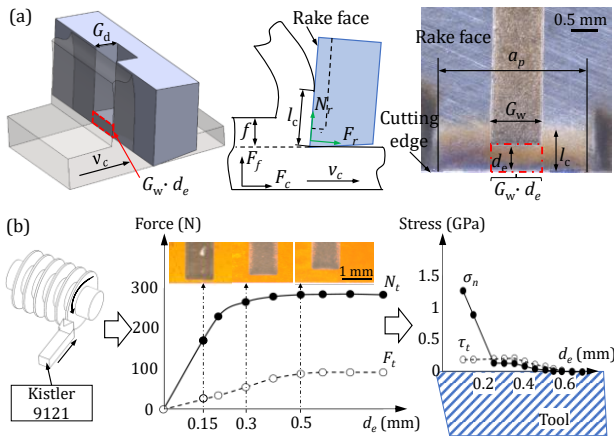 (a)
G_d
v_c
G_w· d_e
Rake face
f
l_c
N_r
F_r
F_f
F_c
v_c
0.5 mm
Rake face
a_p
G_w
Cutting
edge
d_e
l_c
G_w· d_e
(b)
Kistler
9121
Force (N)
300
200
100
0
0.15
0.3
0.5
d_e (mm)
1 mm
N_t
F_t
Stress (GPa)
1.5
1
0.5
0
σ_n
τ_t
d_e (mm)
0.2
0.4
0.6
Tool